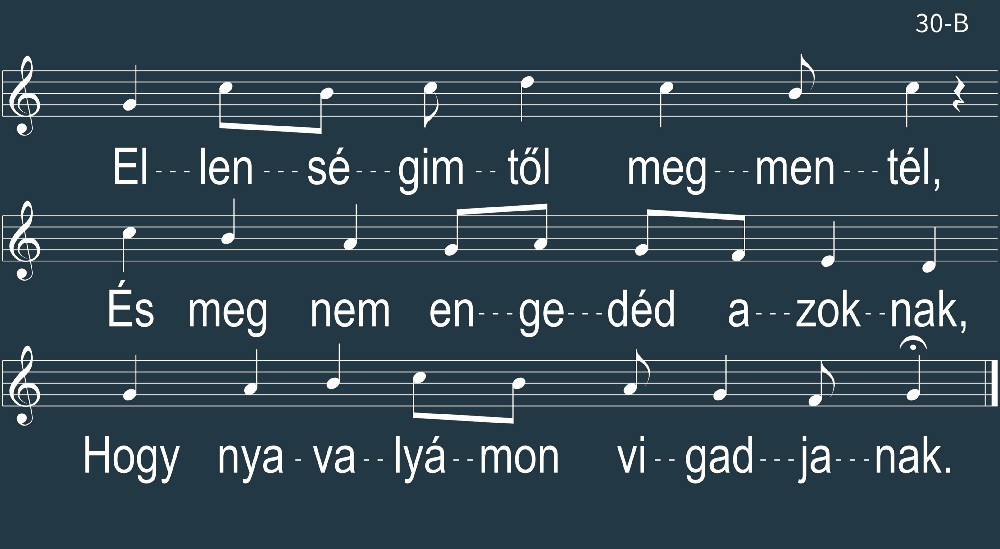 30-B
El---len---sé---gim--től meg---men---tél,
És meg nem en---ge---déd a---zok--nak,
Hogy nya-va--lyá--mon vi--gad---ja---nak.